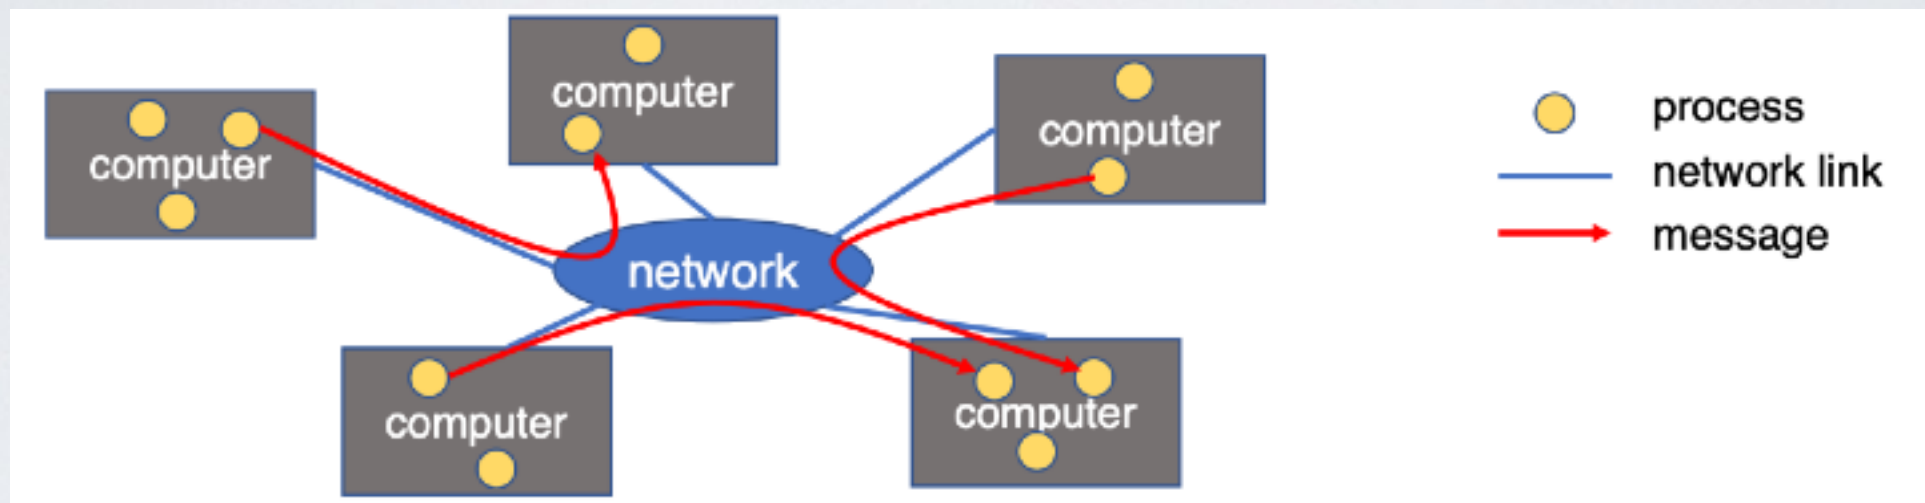 computer
computer
computer
network
computer
computer
process
network link
message